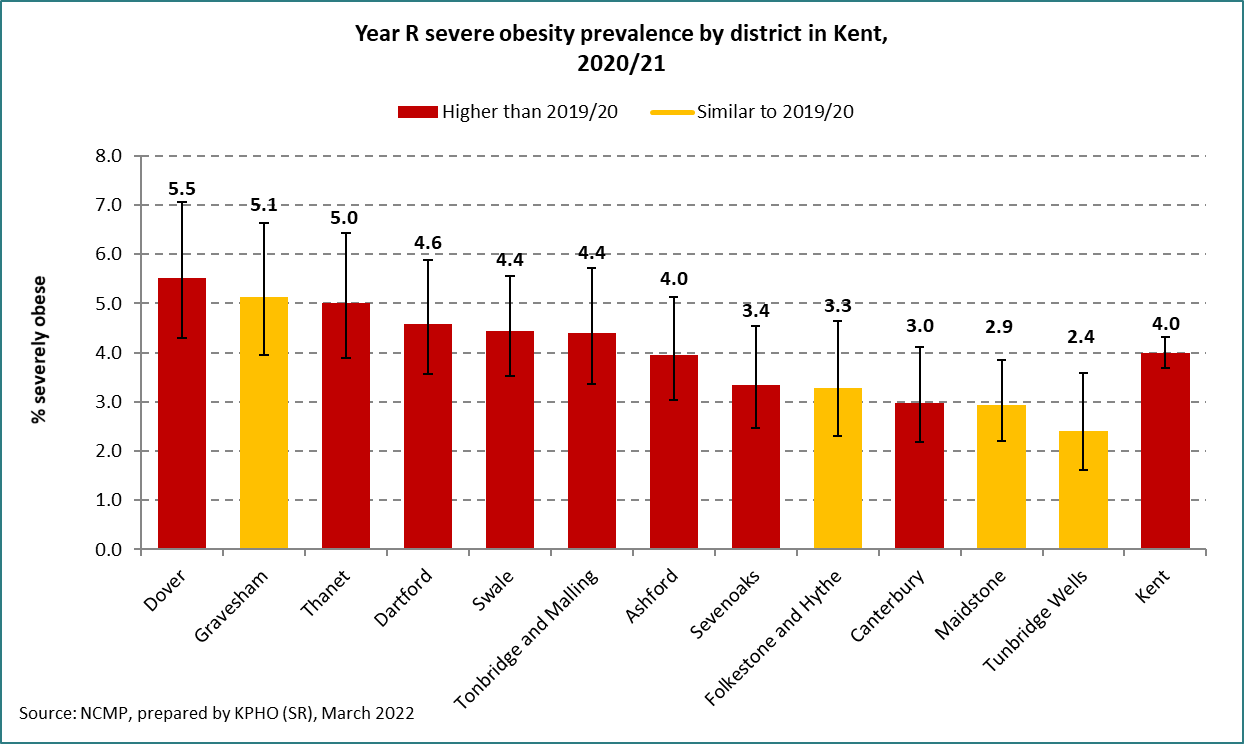 Year R severe obesity prevalence by district in Kent,
2020/21
Higher than 2019/20
Similar to 2019/20
8.0
7.0
6.0
5.0
4.0
3.0
2.0
1.0
0.0
% severely obese
5.5
5.1
5.0
4.6
4.4
4.4
4.0
3.4
3.3
3.0
2.9
2.4
4.0
Dover
Gravesham
Thanet
Dartford
Swale
Tonbridge and Malling
Ashford
Sevenoaks
Folkestone and Hythe
Canterbury
Maidstone
Tunbridge Wells
Kent
Source: NCMP, prepared by KPHO (SR), March 2022